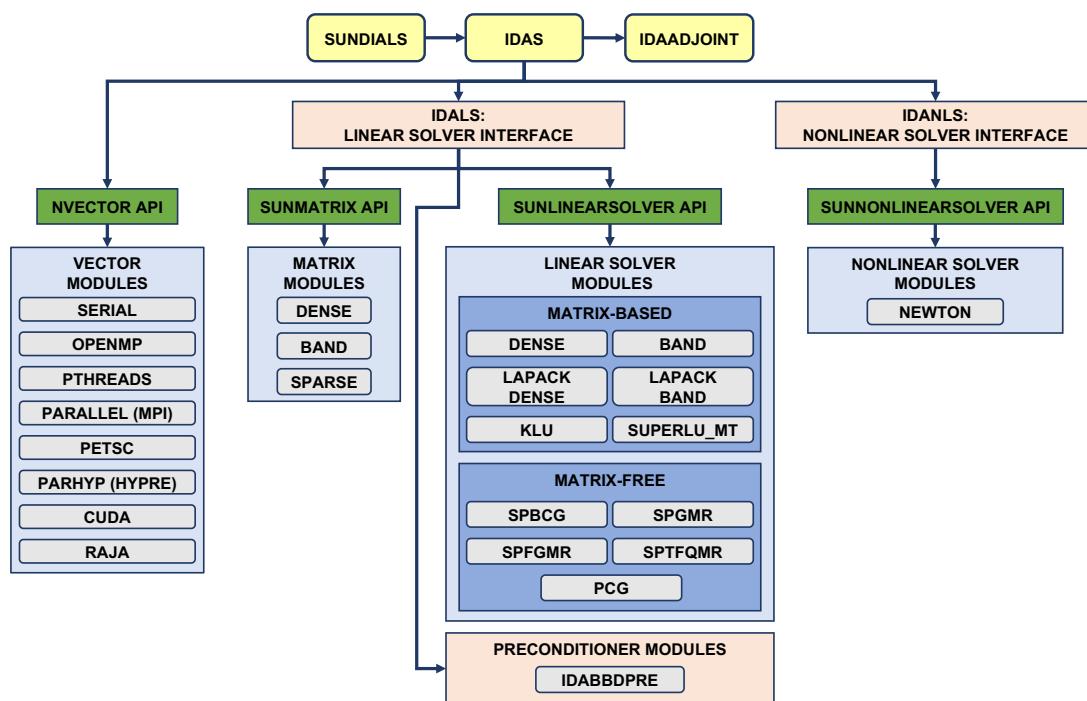 SUNDIALS
IDAS
IDAADJOINT
IDALS:
LINEAR SOLVER INTERFACE
IDANLS:
NONLINEAR SOLVER INTERFACE
NVECTOR API
SUNMATRIX API
SUNLINEARSOLVER API
SUNNONLINEARSOLVER API
VECTOR
MODULES
SERIAL
OPENMP
PTHREADS
PARALLEL (MPI)
PETSC
PARHYP (HYPRE)
CUDA
RAJA
MATRIX
MODULES
DENSE
BAND
SPARSE
LINEAR SOLVER
MODULES
MATRIX-BASED
DENSE
BAND
LAPACK
DENSE
LAPACK
BAND
KLU
SUPERLU_MT
MATRIX-FREE
SPBCG
SPGMR
SPFGMR
SPTFQMR
PCG
NONLINEAR SOLVER
MODULES
NEWTON
PRECONDITIONER MODULES
IDABBDPRE